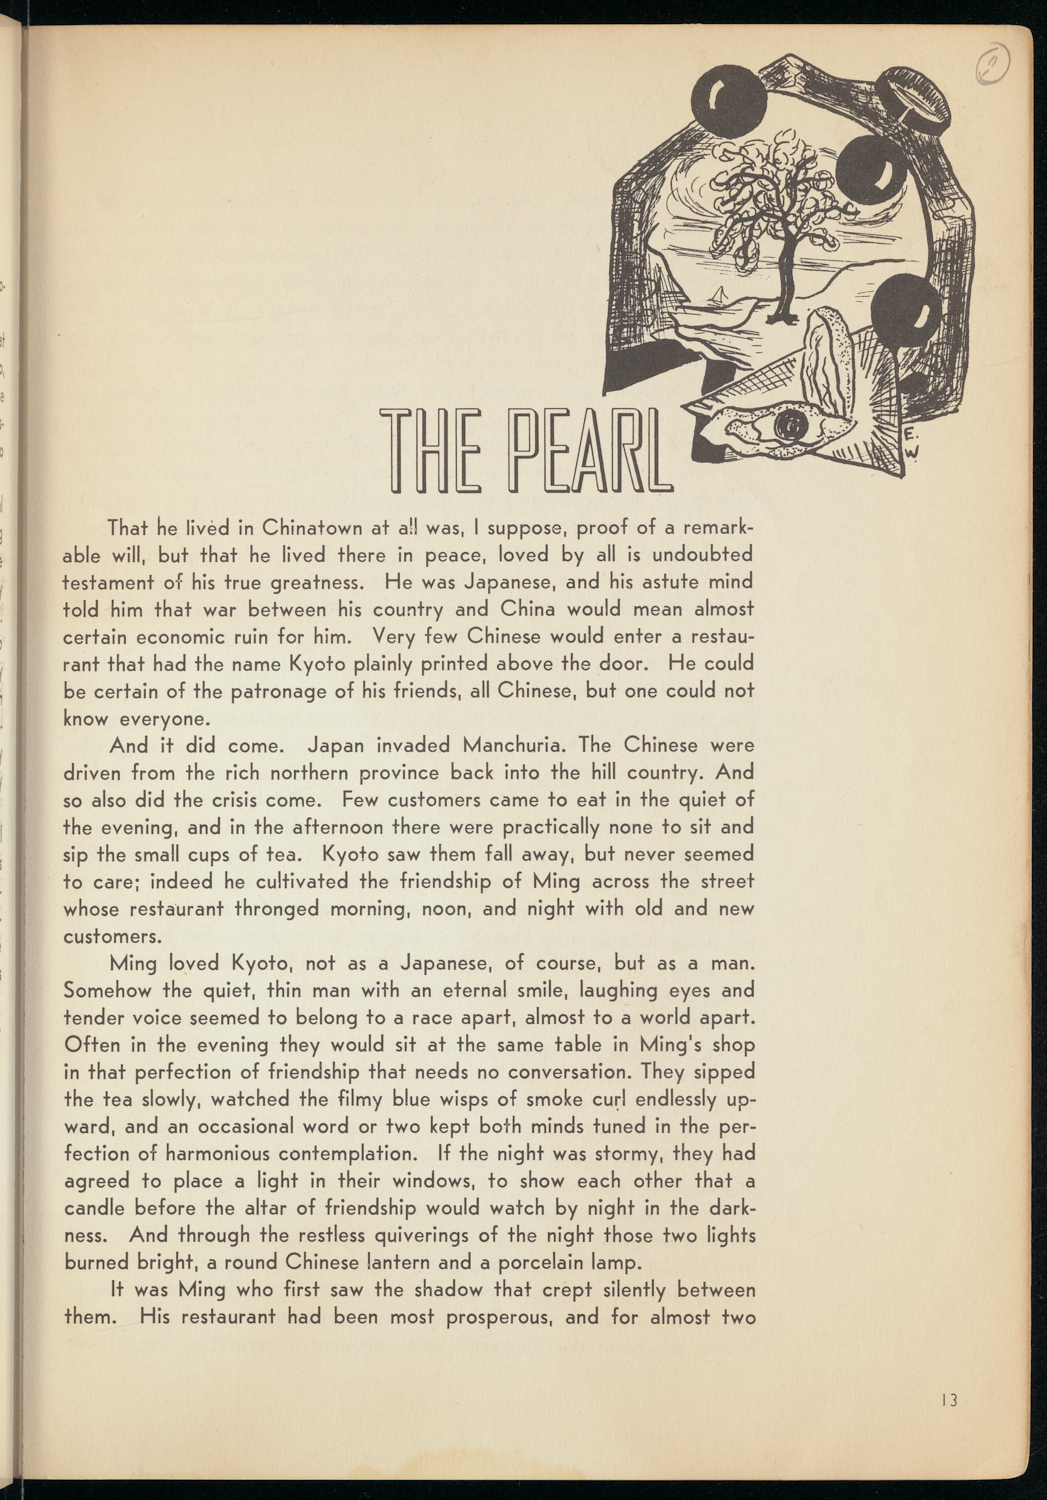 E.
W.
THE PEARL
That he lived in Chinatown at all was, I suppose, proof of a remark-
able will, but that he lived there in peace, loved by all is undoubted
testament of his true greatness. He was Japanese, and his astute mind
told him that war between his country and China would mean almost
certain economic ruin for him. Very few Chinese would enter a restau-
rant that had the name Kyoto plainly printed above the door. He could
be certain of the patronage of his friends, all Chinese, but one could not
know everyone.
And it did come. Japan invaded Manchuria. The Chinese were
driven from the rich northern province back into the hill country. And
so also did the crisis come. Few customers came to eat in the quiet of
the evening, and in the afternoon there were practically none to sit and
sip the small cups of tea. Kyoto saw them fall away, but never seemed
to care; indeed he cultivated the friendship of Ming across the street
whose restaurant thronged morning, noon, and night with old and new
customers.
Ming loved Kyoto, not as a Japanese, of course, but as a man.
Somehow the quiet, thin man with an eternal smile, laughing eyes and
tender voice seemed to belong to a race apart, almost to a world apart.
Often in the evening they would sit at the same table in Ming's shop
in that perfection of friendship that needs no conversation. They sipped
the tea slowly, watched the filmy blue wisps of smoke curl endlessly up-
ward, and an occasional word or two kept both minds tuned in the per-
fection of harmonious contemplation. If the night was stormy, they had
agreed to place a light in their windows, to show each other that a
candle before the altar of friendship would watch by night in the dark-
ness. And through the restless quiverings of the night those two lights
burned bright, a round Chinese lantern and a porcelain lamp.
It was Ming who first saw the shadow that crept silently between
them. His restaurant had been most prosperous, and for almost two
13